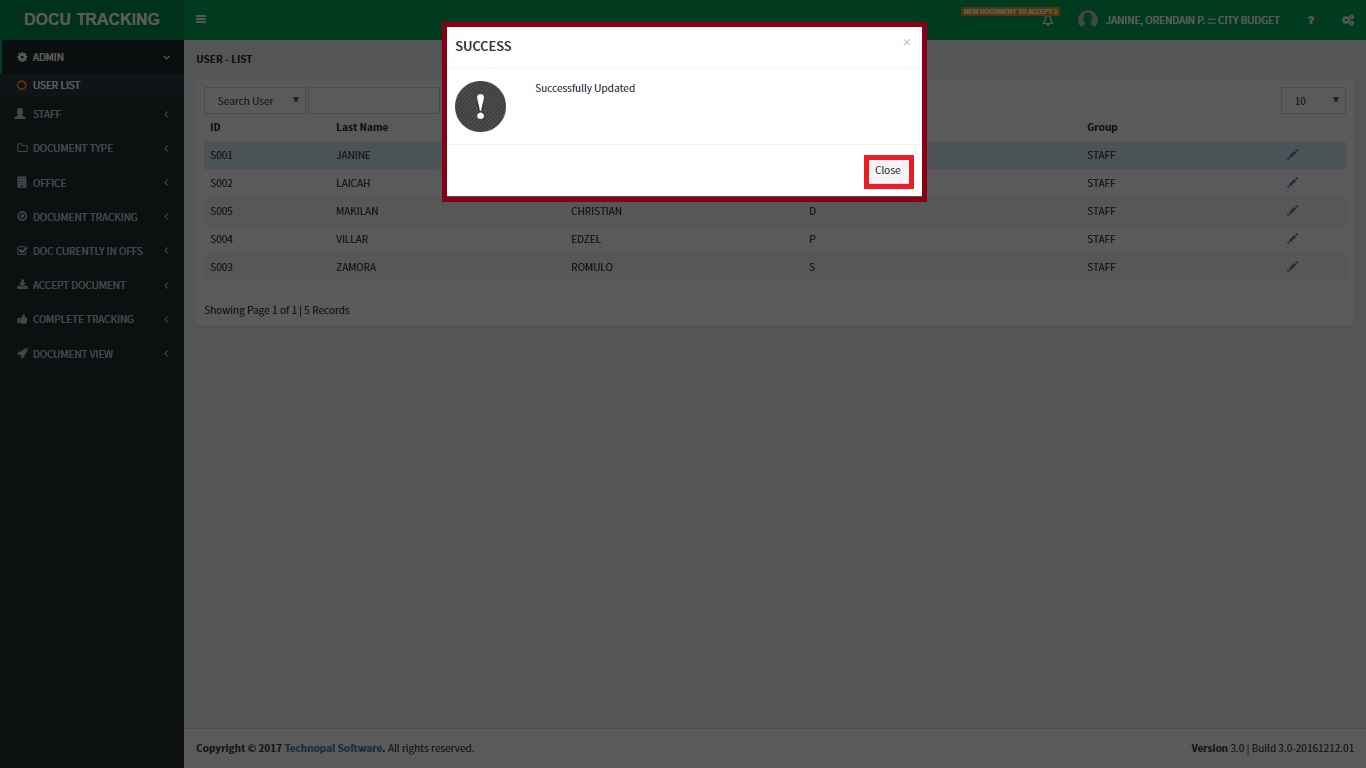 DOCU TRACKING
NEW DOCUMENT TO ACCEPT 1
JANINE, ORENDAIN P. ::: CITY BUDGET ?
ADMIN
USER LIST
STAFF
DOCUMENT TYPE
OFFICE
DOCUMENT TRACKING
DOC CURENTLY IN OFFS
ACCEPT DOCUMENT
COMPLETE TRACKING
DOCUMENT VIEW
SUCCESS ×
! Successfully Updated
Close
USER - LIST
Search User 10
ID Last Name Group
S001 JANINE STAFF
S002 LAICAH STAFF
S005 MAKILAN CHRISTIAN D STAFF
S004 VILLAR EDZEL P STAFF
S003 ZAMORA ROMULO S STAFF
Showing Page 1 of 1 | 5 Records
Copyright © 2017 Technopal Software. All rights reserved. Version 3.0 | Build 3.0-20161212.01